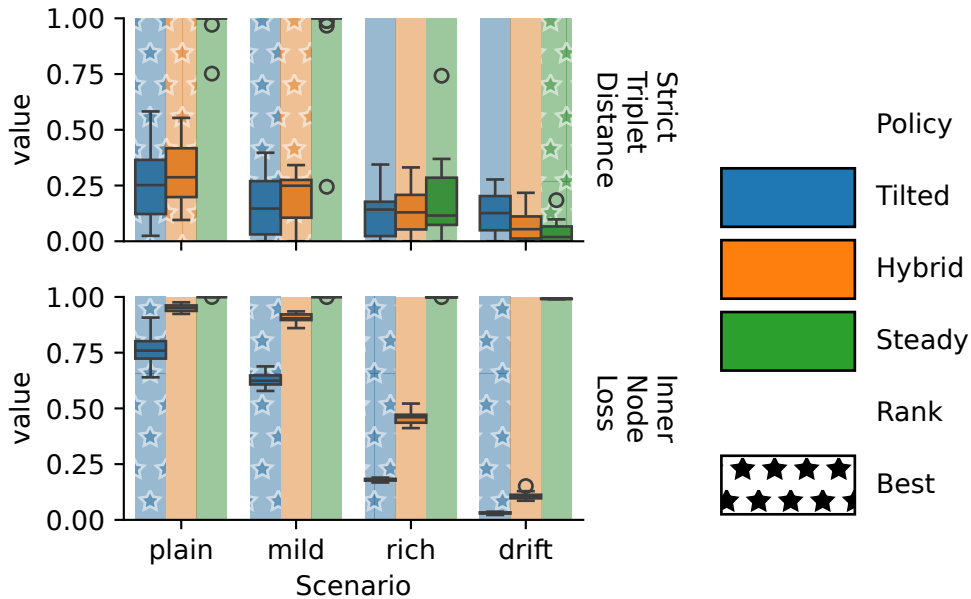 1.00
0.75
0.50
0.25
0.00
value
Strict
Triplet
Distance
1.00
0.75
0.50
0.25
0.00
value
Inner
Node
Loss
plain mild rich drift
Scenario
Policy
Tilted
Hybrid
Steady
Rank
Best